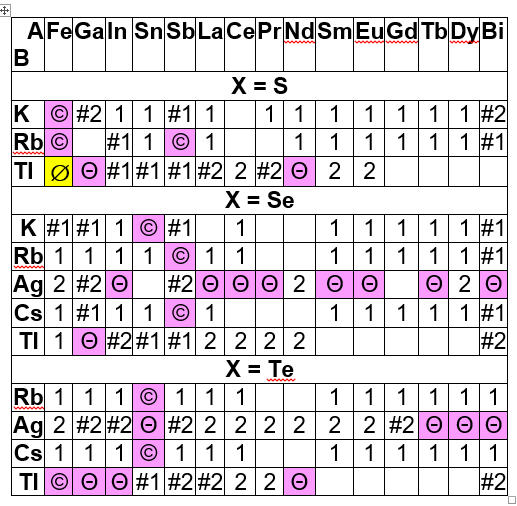 A Fe Ga In Sn Sb La Ce Pr Nd Sm Eu Gd Tb Dy Bi
B
X = S
K © #2 1 1 #1 1 1 1 1 1 1 1 1 #2
Rb © #1 1 © 1 1 1 1 1 1 1 #1
Tl ∅ Θ #1 #1 #1 #2 2 #2 Θ 2 2
X = Se
K #1 #1 1 © #1 1 1 1 1 1 1 #1
Rb 1 1 1 1 © 1 1 1 1 1 1 1 #1
Ag 2 #2 Θ #2 Θ Θ Θ 2 Θ Θ Θ 2 Θ
Cs 1 #1 1 1 © 1 1 1 1 1 1 #1
Tl 1 Θ #2 #1 #1 2 2 2 2 #2
X = Te
Rb 1 1 1 © 1 1 1 1 1 1 1 1 1
Ag 2 #2 #2 Θ #2 2 2 2 2 2 2 #2 Θ Θ Θ
Cs 1 1 1 © 1 1 1 1 1 1 1 1 1
Tl © Θ Θ #1 #2 #2 2 2 Θ #2